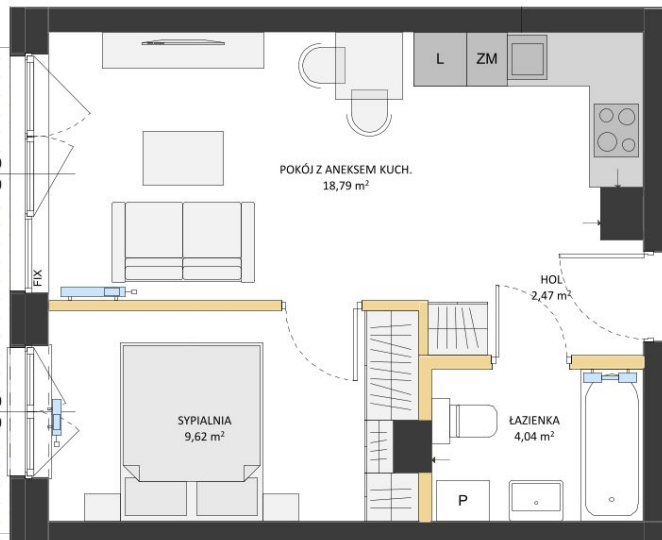 L
ZM
POKÓJ Z ANEKSEM KUCH.
18,79 m²
FIX
HOL
2,47 m²
SYPIALNIA
9,62 m²
ŁAZIENKA
4,04 m²
P